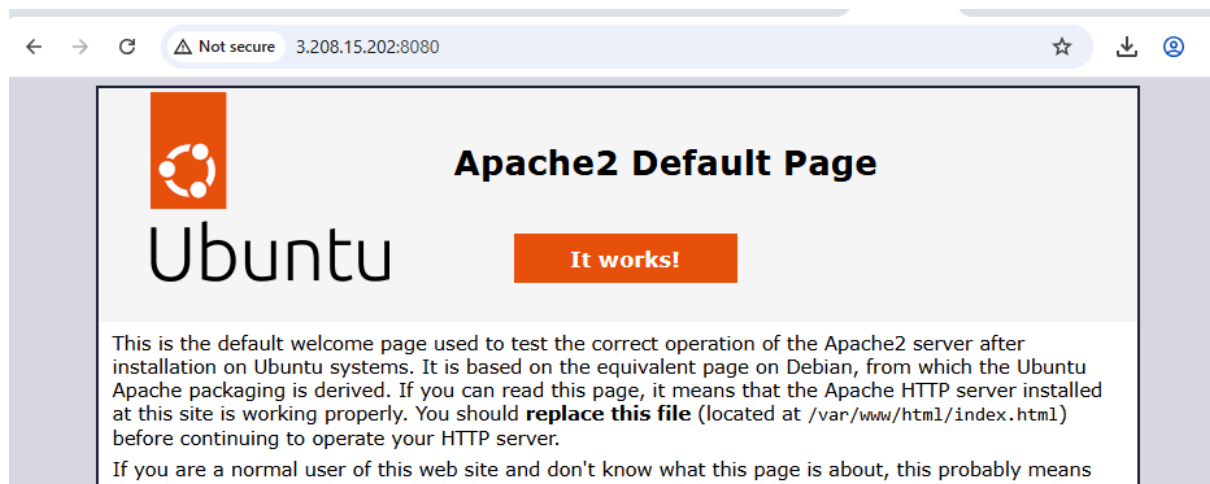 Not secure 3.208.15.202:8080
Apache2 Default Page
Ubuntu
It works!
This is the default welcome page used to test the correct operation of the Apache2 server after
installation on Ubuntu systems. It is based on the equivalent page on Debian, from which the Ubuntu
Apache packaging is derived. If you can read this page, it means that the Apache HTTP server installed
at this site is working properly. You should replace this file (located at /var/www/html/index.html)
before continuing to operate your HTTP server.
If you are a normal user of this web site and don't know what this page is about, this probably means